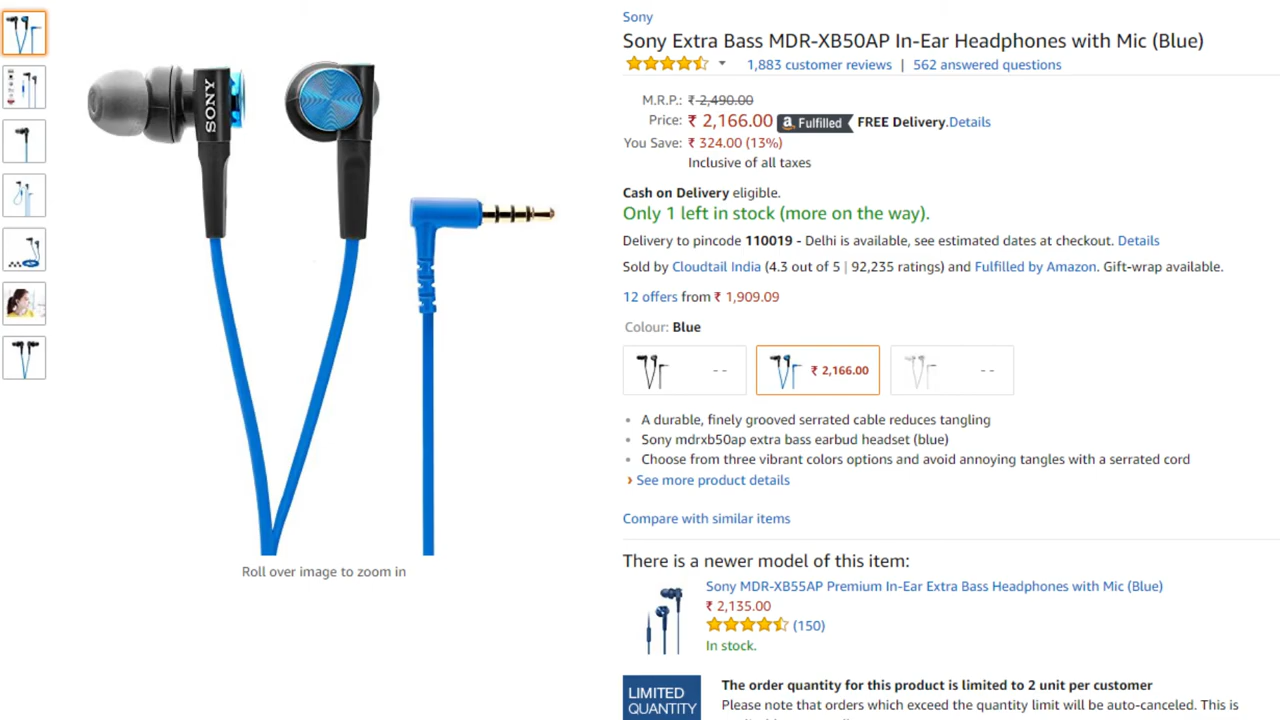 SONY
Roll over image to zoom in
Sony
Sony Extra Bass MDR-XB50AP In-Ear Headphones with Mic (Blue)
1,883 customer reviews | 562 answered questions
M.R.P.: ₹ 2,490.00
Price: ₹ 2,166.00 a Fulfilled FREE Delivery.Details
You Save: ₹ 324.00 (13%)
Inclusive of all taxes
Cash on Delivery eligible.
Only 1 left in stock (more on the way).
Delivery to pincode 110019 - Delhi is available, see estimated dates at checkout. Details
Sold by Cloudtail India (4.3 out of 5 | 92,235 ratings) and Fulfilled by Amazon. Gift-wrap available.
12 offers from ₹ 1,909.09
Colour: Blue
-- ₹ 2,166.00 --
• A durable, finely grooved serrated cable reduces tangling
• Sony mdrxb50ap extra bass earbud headset (blue)
• Choose from three vibrant colors options and avoid annoying tangles with a serrated cord
› See more product details
Compare with similar items
There is a newer model of this item:
Sony MDR-XB55AP Premium In-Ear Extra Bass Headphones with Mic (Blue)
₹ 2,135.00
(150)
In stock.
LIMITED
QUANTITY
The order quantity for this product is limited to 2 unit per customer
Please note that orders which exceed the quantity limit will be auto-canceled. This is